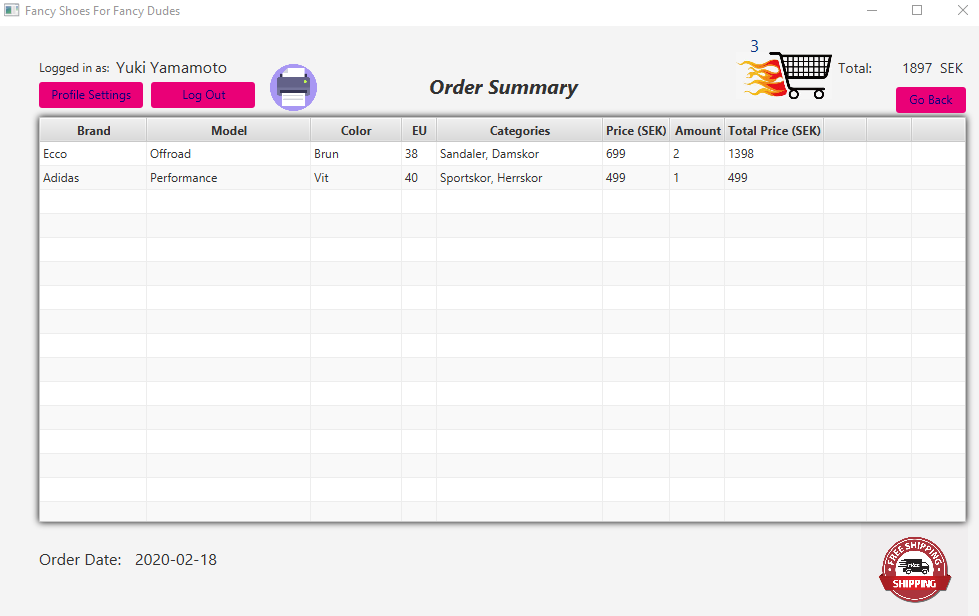 Fancy Shoes For Fancy Dudes
3
Logged in as: Yuki Yamamoto
Total: 1897 SEK
Profile Settings Log Out
Order Summary
Go Back
Brand Model Color EU Categories Price (SEK) Amount Total Price (SEK)
Ecco Offroad Brun 38 Sandaler, Damskor 699 2 1398
Adidas Performance Vit 40 Sportskor, Herrskor 499 1 499
Order Date: 2020-02-18
FREE SHIPPING
SHIPPING